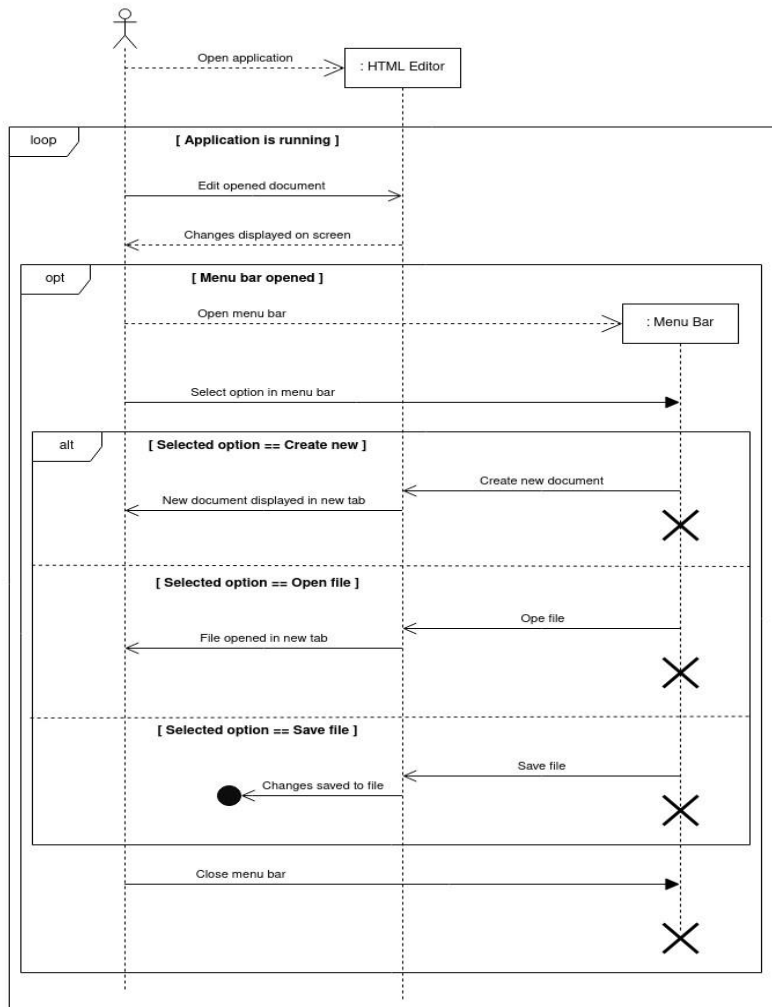 Open application
: HTML Editor
loop
[ Application is running ]
Edit opened document
Changes displayed on screen
opt
[ Menu bar opened ]
Open menu bar
: Menu Bar
Select option in menu bar
alt
[ Selected option == Create new ]
Create new document
New document displayed in new tab
[ Selected option == Open file ]
Ope file
File opened in new tab
[ Selected option == Save file ]
Save file
Changes saved to file
Close menu bar